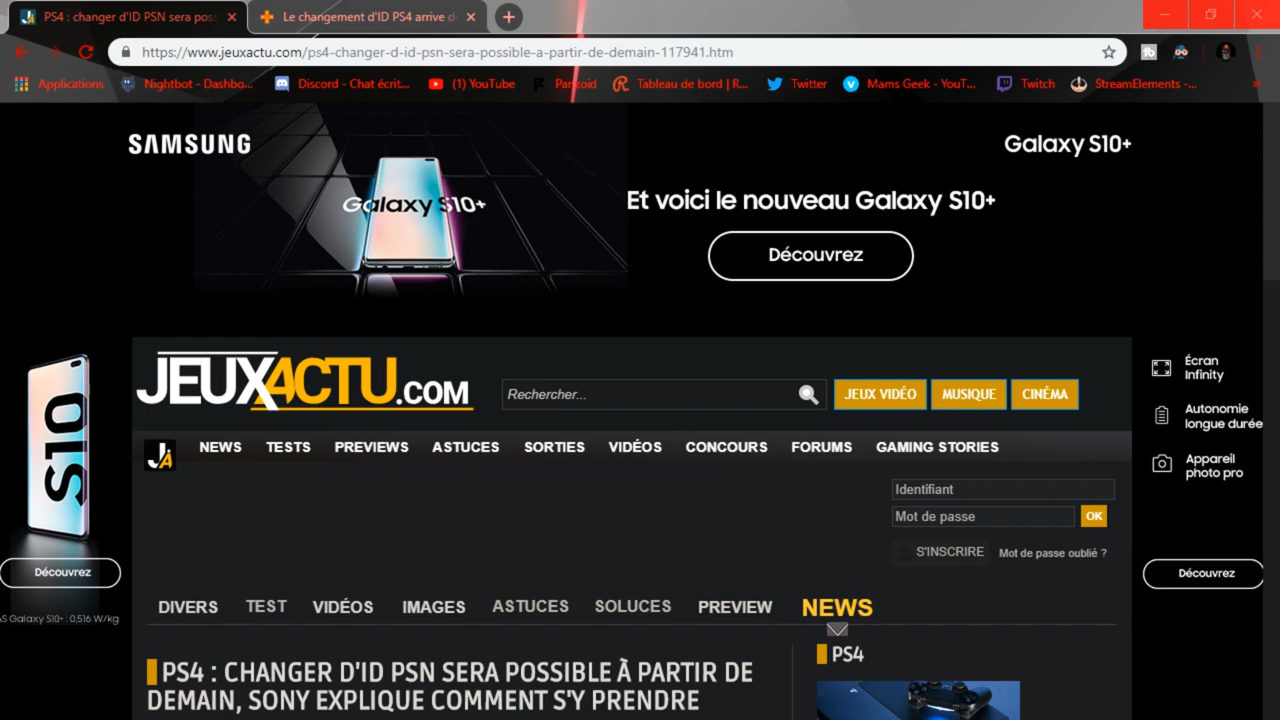 PS4 : changer d'ID PSN sera poss
Le changement d'ID PS4 arrive d
https://www.jeuxactu.com/ps4-changer-d-id-psn-sera-possible-a-partir-de-demain-117941.htm
Applications
Nightbot - Dashbo...
Discord - Chat écrit...
(1) YouTube
Tableau de bord | R...
Twitter
Mams Geek - YouT...
Twitch
StreamElements -...
SAMSUNG
Galaxy S10+
Galaxy S10+
Et voici le nouveau Galaxy S10+
Découvrez
S10
Découvrez
Galaxy S10+ : 0,516 W/kg
JEUXACTU.COM
Rechercher...
JEUX VIDÉO
MUSIQUE
CINÉMA
Écran
Infinity
Autonomie
longue durée
Appareil
photo pro
Découvrez
JA
NEWS
TESTS
PREVIEWS
ASTUCES
SORTIES
VIDÉOS
CONCOURS
FORUMS
GAMING STORIES
Identifiant
Mot de passe
OK
S'INSCRIRE
Mot de passe oublié ?
DIVERS
TEST
VIDÉOS
IMAGES
ASTUCES
SOLUCES
PREVIEW
NEWS
PS4 : CHANGER D'ID PSN SERA POSSIBLE À PARTIR DE
DEMAIN, SONY EXPLIQUE COMMENT S'Y PRENDRE
PS4